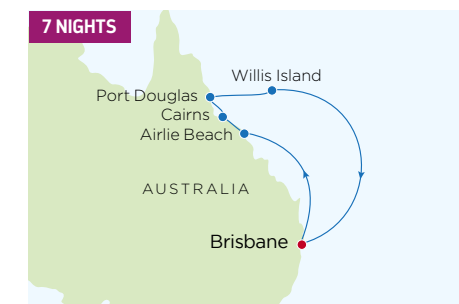 7 NIGHTS
Willis Island
Port Douglas
Cairns
Airlie Beach
AUSTRALIA
Brisbane